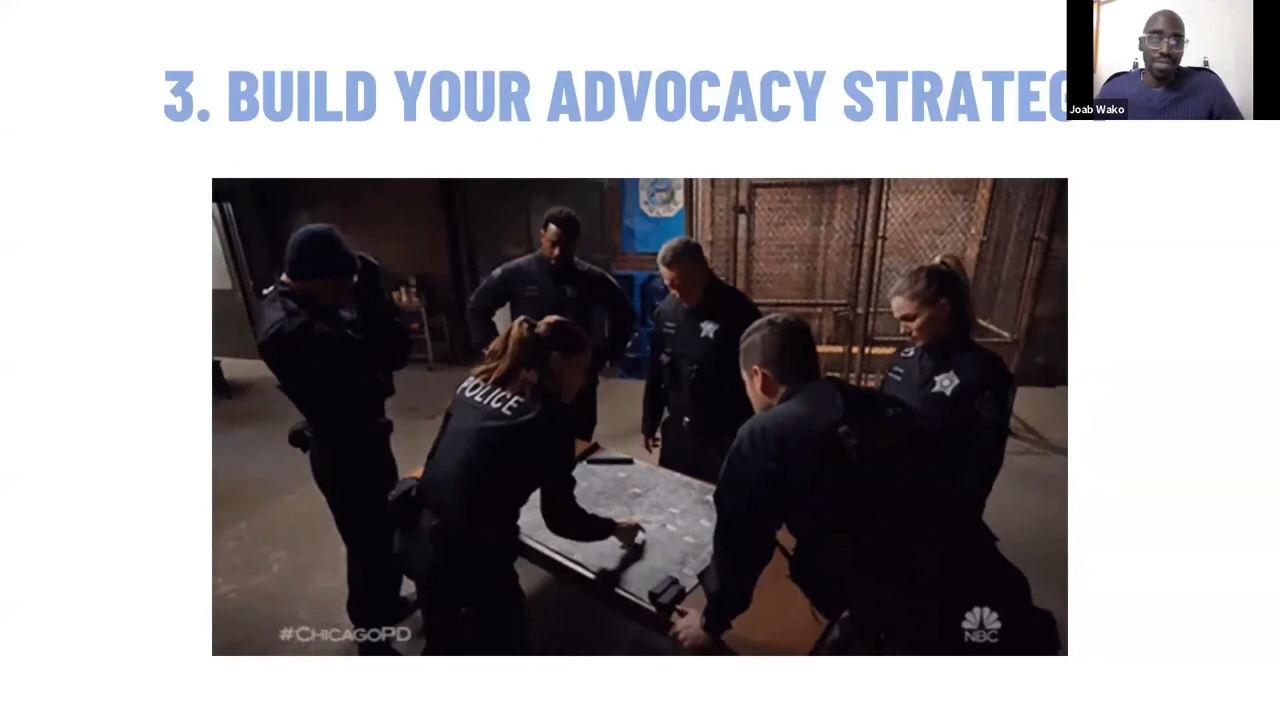 3. BUILD YOUR ADVOCACY STRATEG
Joab Wako
POLICE
#CHICAGOPD
NBC